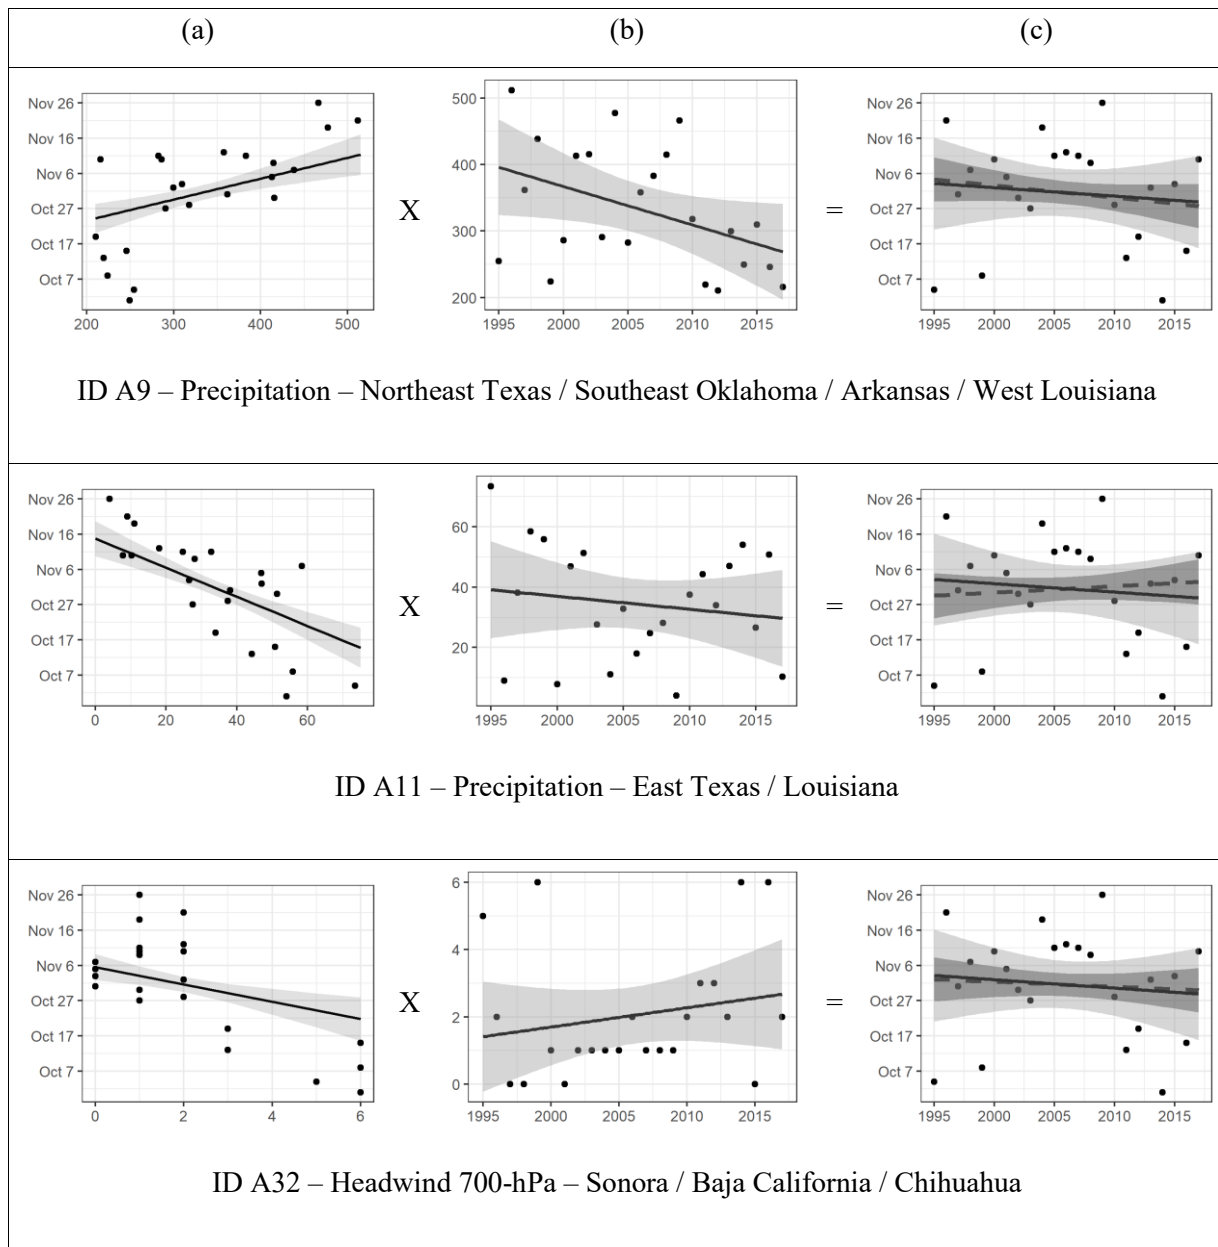 (a) (b) (c)
Nov 26
Nov 16
Nov 6
Oct 27
Oct 17
Oct 7
200 300 400 500
X
500
400
300
200
1995 2000 2005 2010 2015
=
Nov 26
Nov 16
Nov 6
Oct 27
Oct 17
Oct 7
1995 2000 2005 2010 2015
ID A9 – Precipitation – Northeast Texas / Southeast Oklahoma / Arkansas / West Louisiana
Nov 26
Nov 16
Nov 6
Oct 27
Oct 17
Oct 7
0 20 40 60
X
60
40
20
1995 2000 2005 2010 2015
=
Nov 26
Nov 16
Nov 6
Oct 27
Oct 17
Oct 7
1995 2000 2005 2010 2015
ID A11 – Precipitation – East Texas / Louisiana
Nov 26
Nov 16
Nov 6
Oct 27
Oct 17
Oct 7
0 2 4 6
X
6
4
2
0
1995 2000 2005 2010 2015
=
Nov 26
Nov 16
Nov 6
Oct 27
Oct 17
Oct 7
1995 2000 2005 2010 2015
ID A32 – Headwind 700-hPa – Sonora / Baja California / Chihuahua